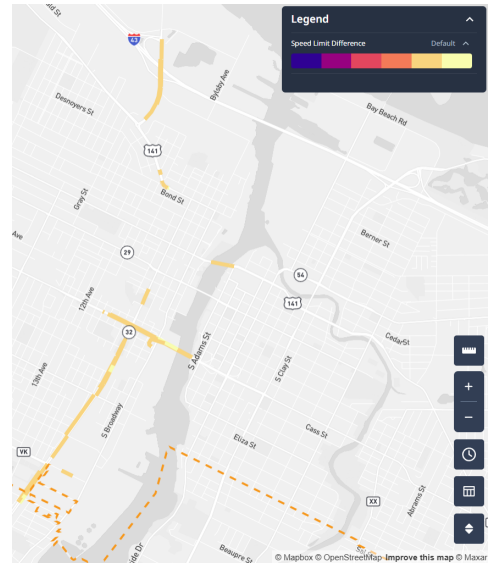 Legend
Speed Limit Difference
Default
43
Desnoyers St
Bylsby Ave
Bay Beach Rd
141
Gray St
Bond St
Berner St
Ave
29
54
12th Ave
141
32
S Adams St
Cedar St
13th Ave
S Clay St
S Broadway
Cass St
Eliza St
VK
XX
Abrams St
side Dr
Beaupre St
© Mapbox © OpenStreetMap Improve this map © Maxar